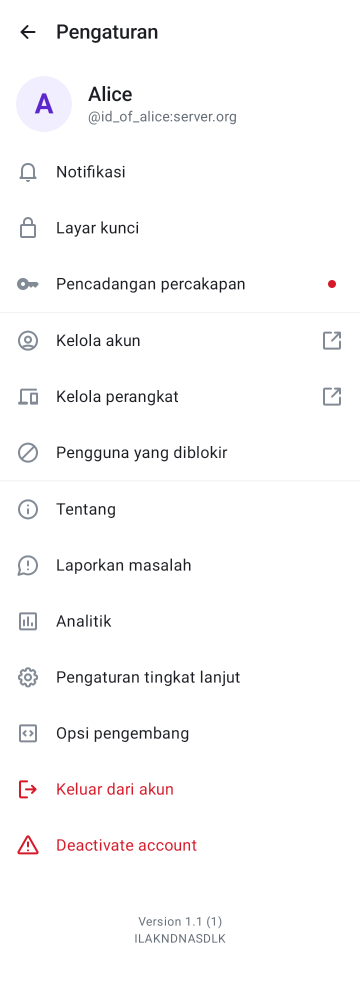 Pengaturan
A
Alice
@id_of_alice:server.org
Notifikasi
Layar kunci
Pencadangan percakapan
Kelola akun
Kelola perangkat
Pengguna yang diblokir
Tentang
Laporkan masalah
Analitik
Pengaturan tingkat lanjut
Opsi pengembang
Keluar dari akun
Deactivate account
Version 1.1 (1)
ILAKNDNASDLK